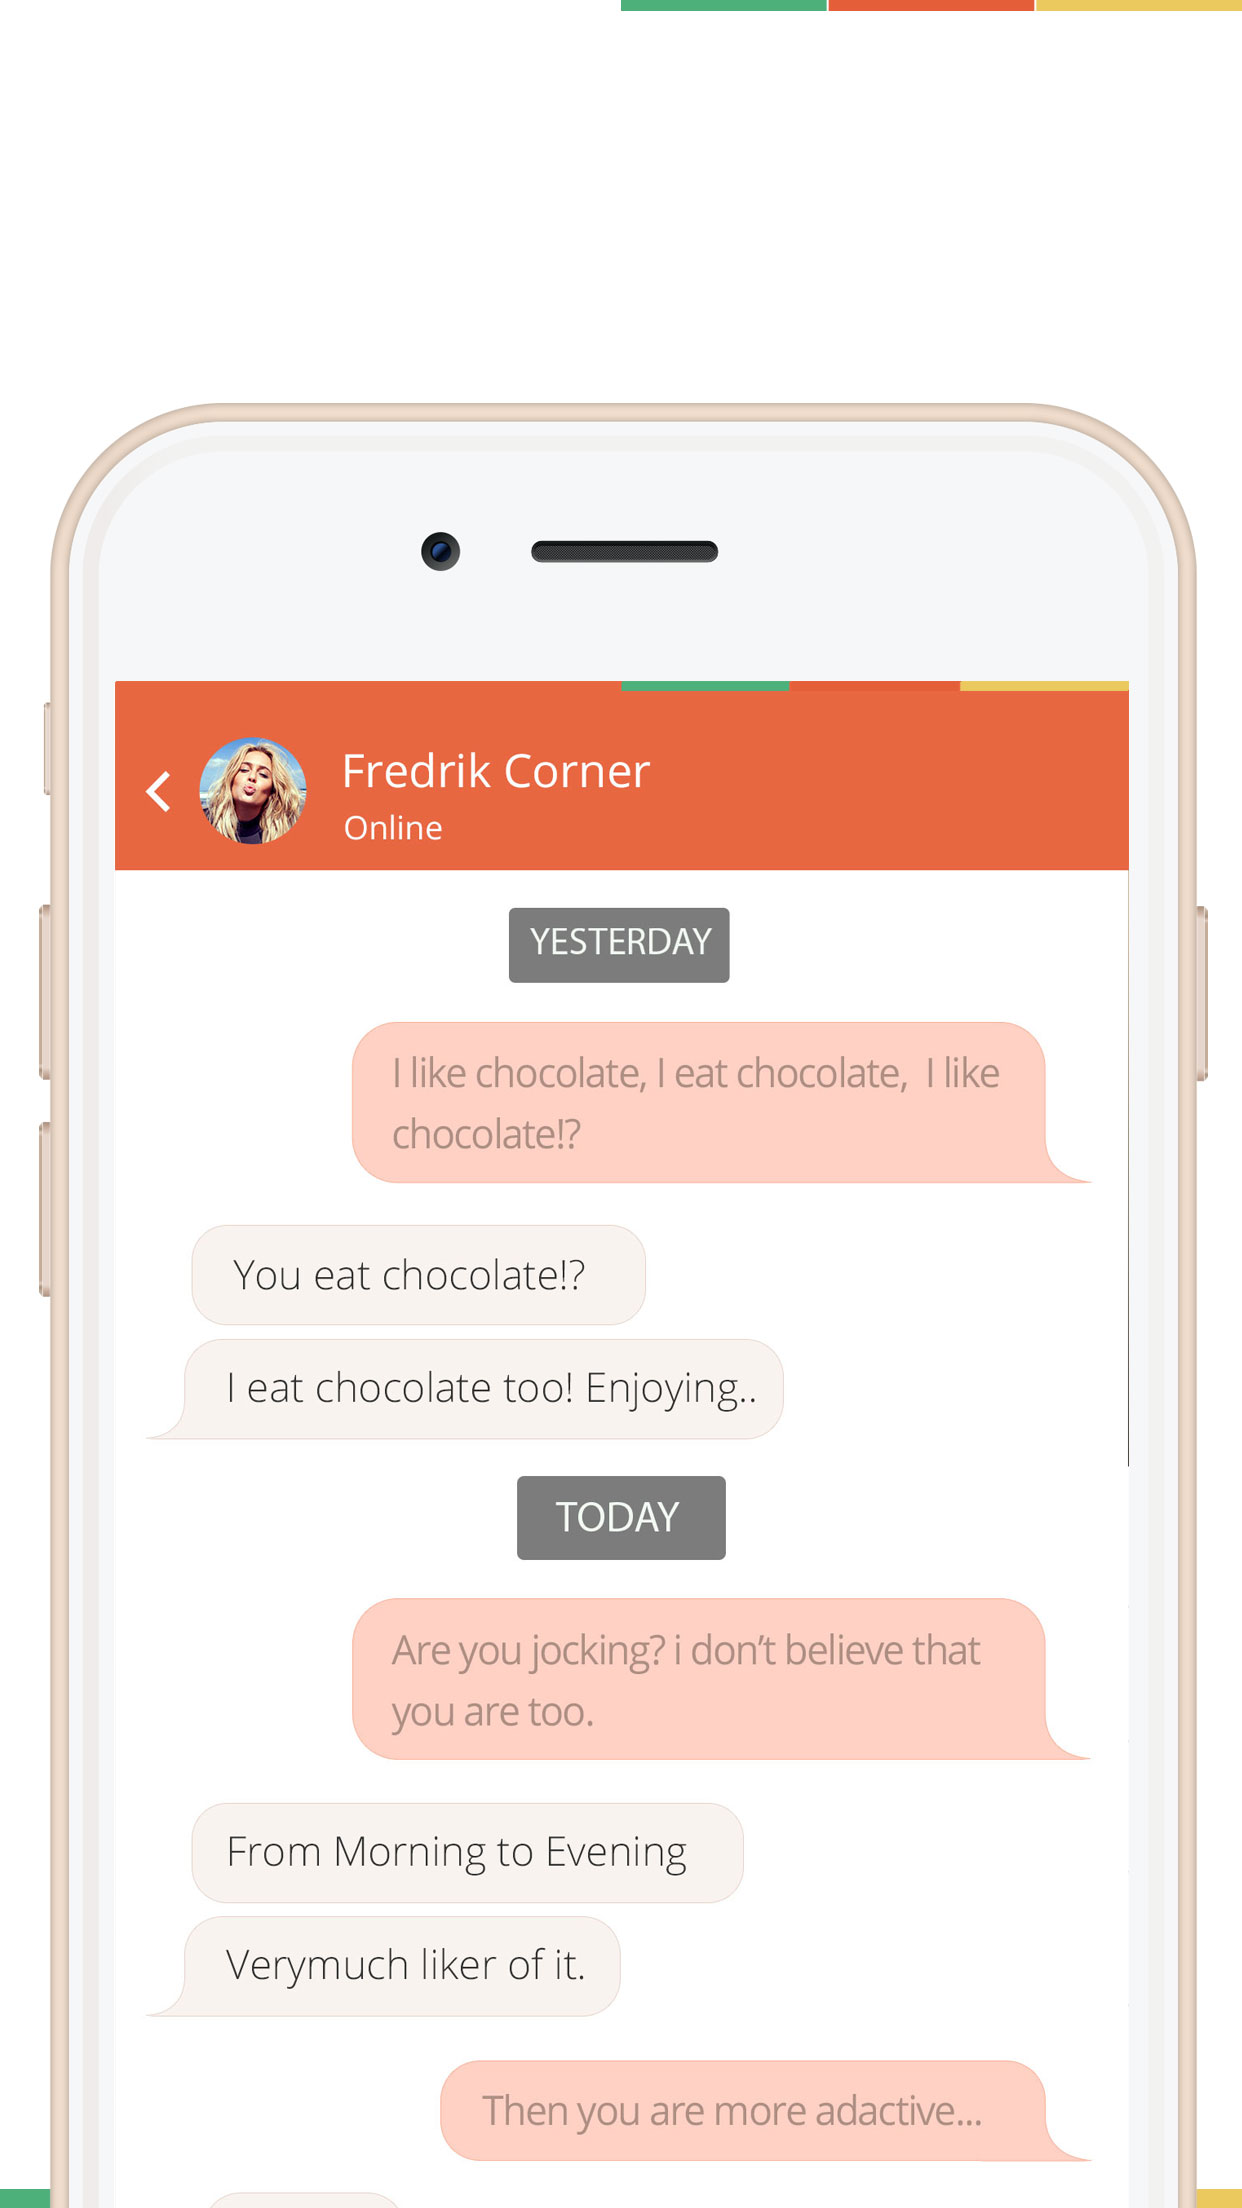 Fredrik Corner
Online
YESTERDAY
I like chocolate, I eat chocolate,  I like
chocolate!?
You eat chocolate!?
I eat chocolate too! Enjoying..
TODAY
Are you jocking? i don’t believe that
you are too.
From Morning to Evening
Verymuch liker of it.
Then you are more adactive...